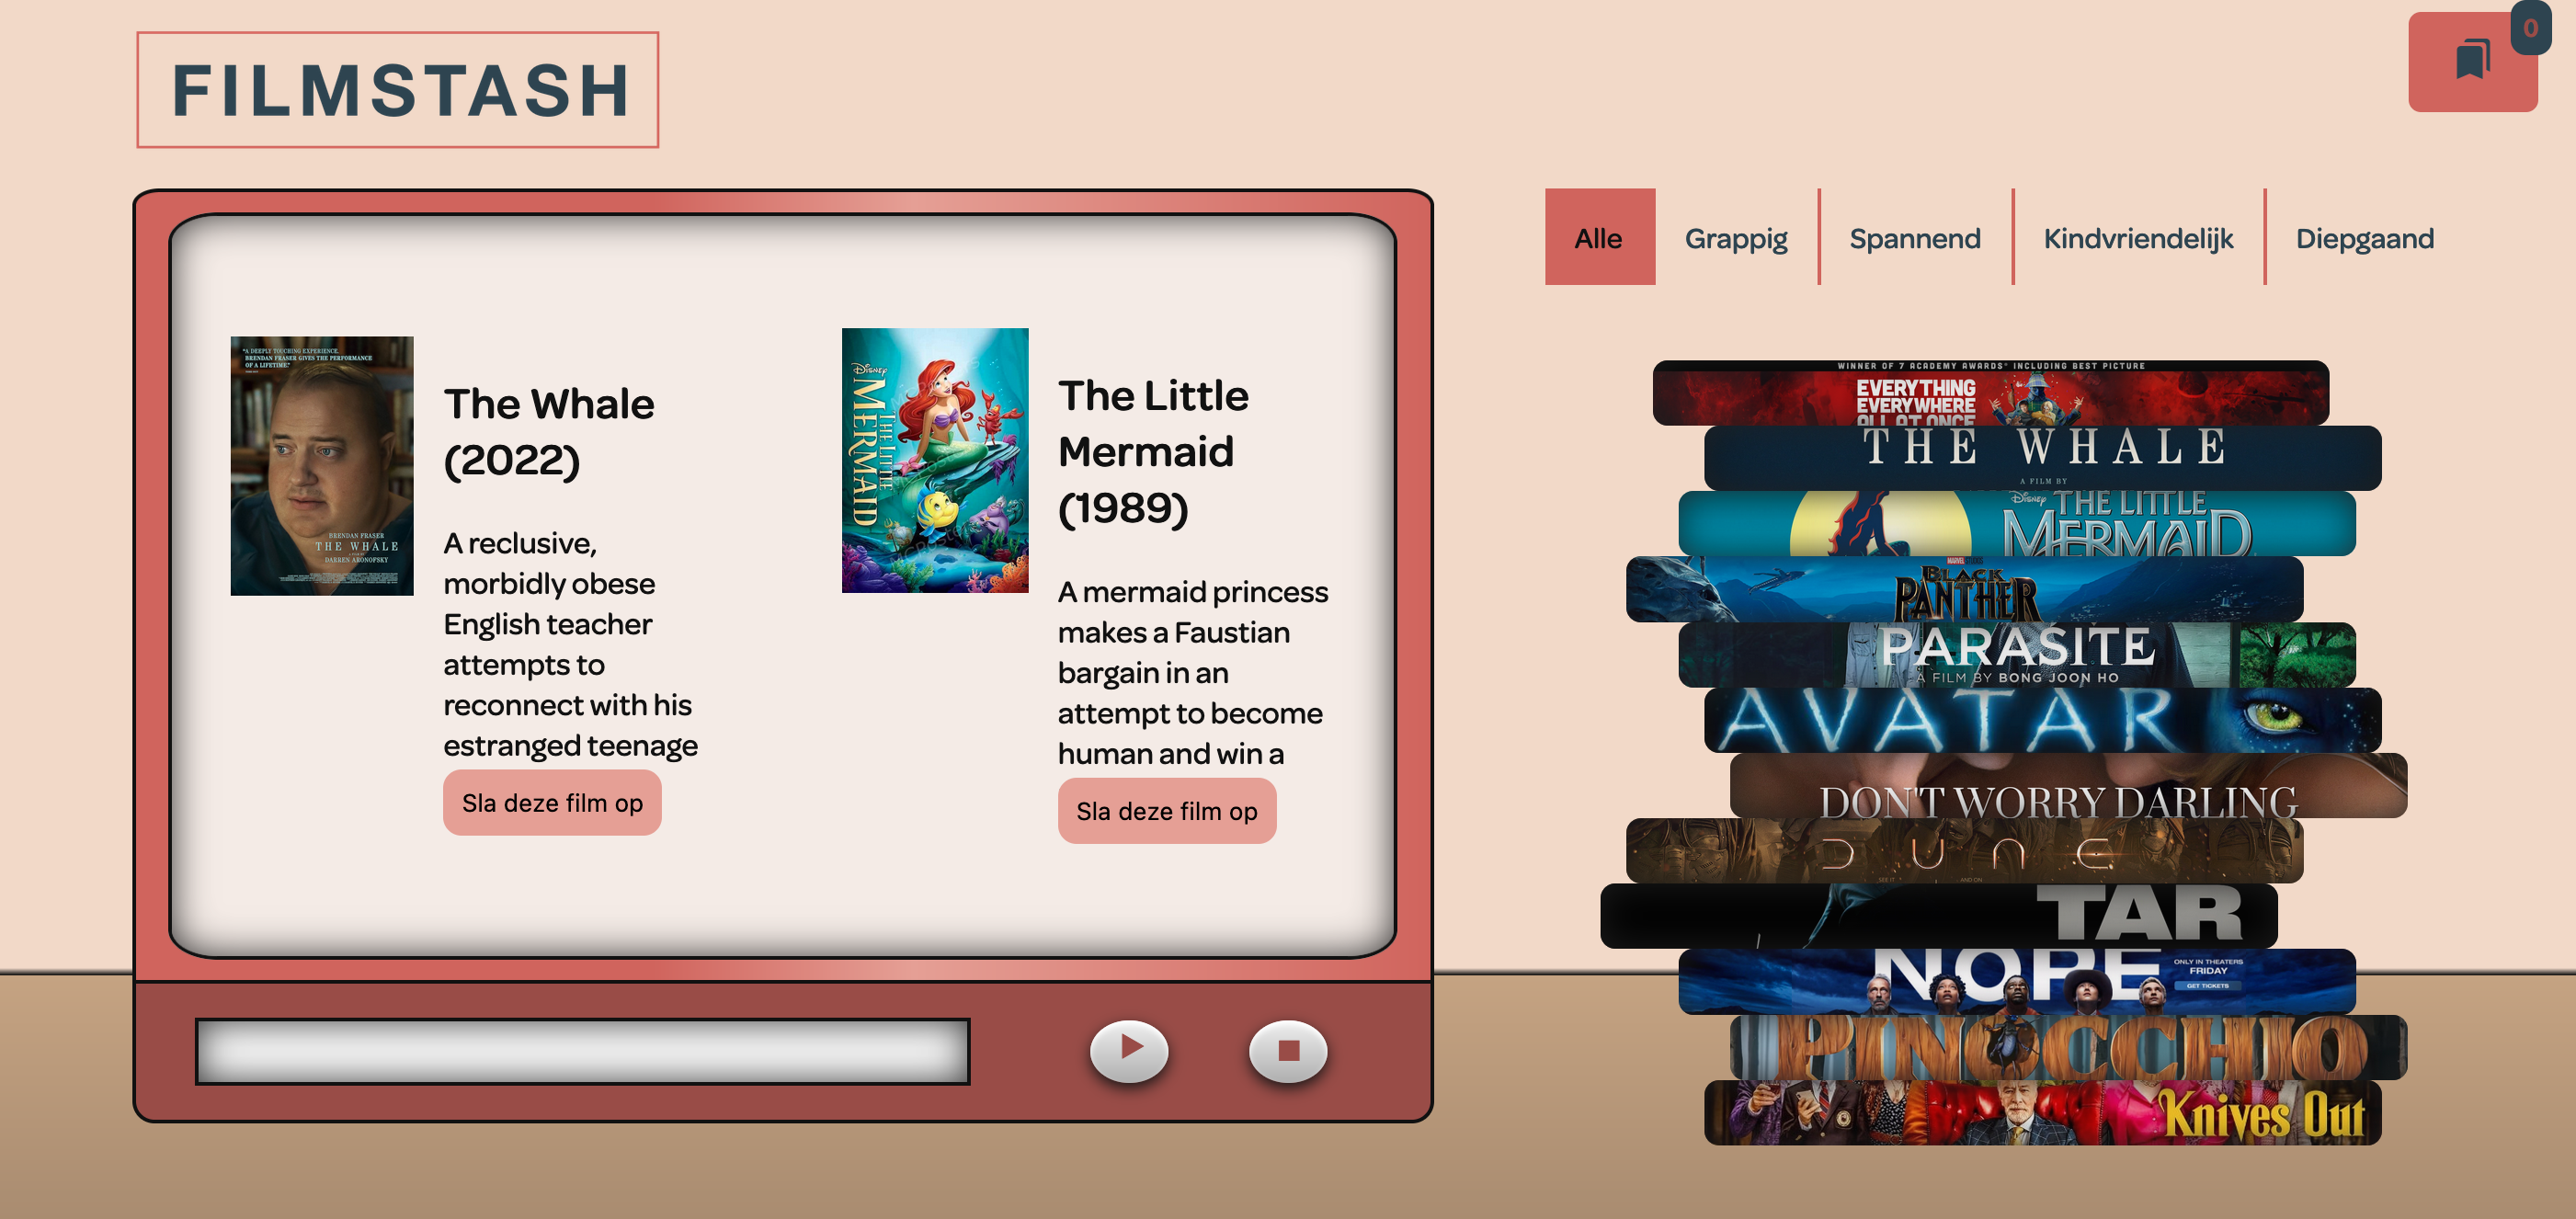 FILMSTASH
0
Alle
Grappig
Spannend
Kindvriendelijk
Diepgaand
"A DEEPLY TOUCHING EXPERIENCE.
BRENDAN FRASER GIVES THE PERFORMANCE
OF A LIFETIME."
BRENDAN FRASER
THE WHALE
DARREN ARONOFSKY
The Whale
(2022)
A reclusive,
morbidly obese
English teacher
attempts to
reconnect with his
estranged teenage
Sla deze film op
DISNEY
THE LITTLE
MERMAID
The Little
Mermaid
(1989)
A mermaid princess
makes a Faustian
bargain in an
attempt to become
human and win a
Sla deze film op
WINNER OF 7 ACADEMY AWARDS® INCLUDING BEST PICTURE
EVERYTHING
EVERYWHERE
ALL AT ONCE
THE WHALE
A FILM BY
DISNEY THE LITTLE
MERMAID
BLACK
PANTHER
PARASITE
A FILM BY BONG JOON HO
AVATAR
DON'T WORRY DARLING
DUNE
TAR
NOPE
ONLY IN THEATERS
FRIDAY
GET TICKETS
PINOCCHIO
Knives Out